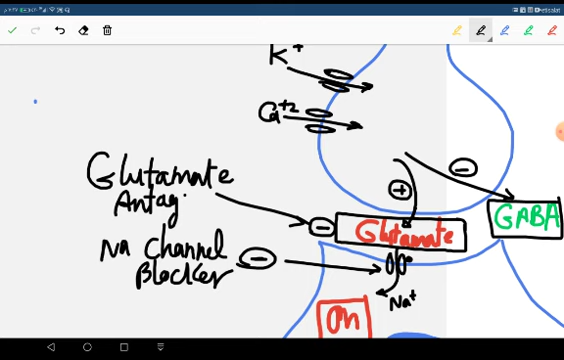 K+
Ca+2
Glutamate
Antag.
Na Channel
Blocker
−
−
+
−
Glutamate
GABA
Na+
On